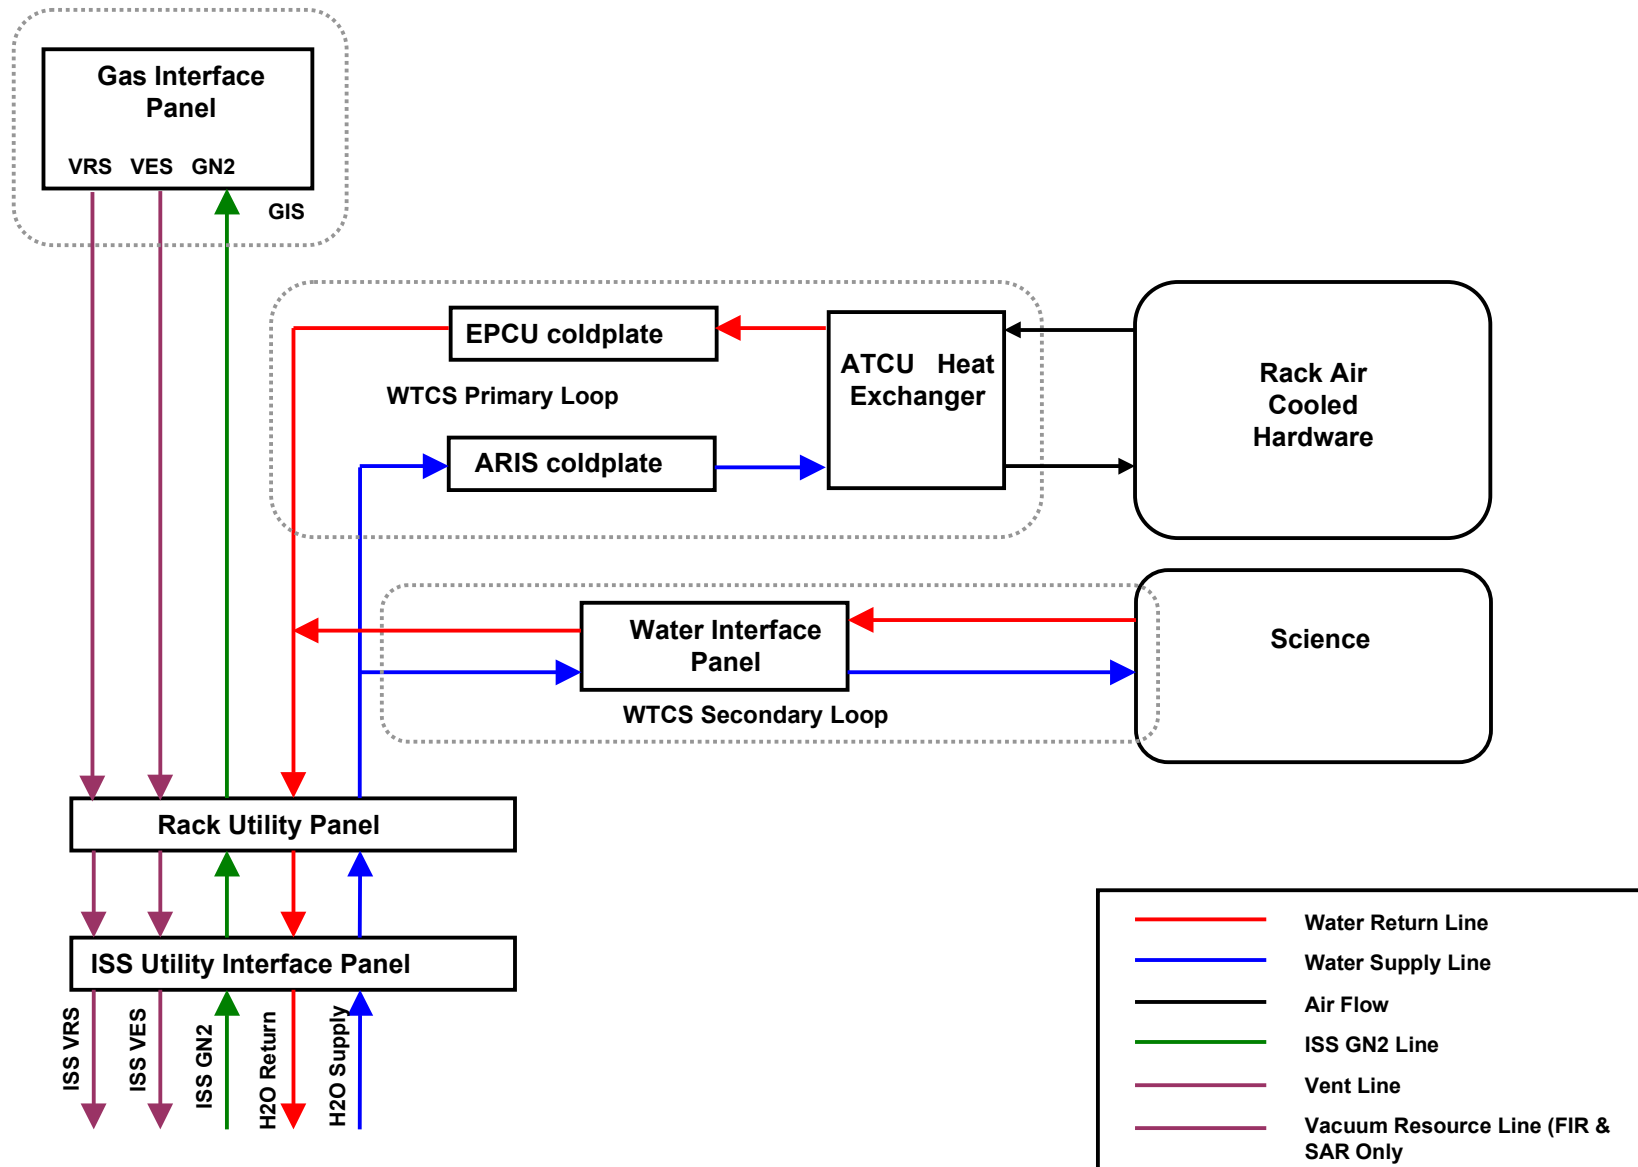 Gas Interface
Panel
VRS VES GN2
GIS
EPCU coldplate
WTCS Primary Loop
ARIS coldplate
ATCU Heat
Exchanger
Rack Air
Cooled
Hardware
Water Interface
Panel
WTCS Secondary Loop
Science
Rack Utility Panel
ISS Utility Interface Panel
ISS VRS
ISS VES
ISS GN2
H2O Return
H2O Supply
Water Return Line
Water Supply Line
Air Flow
ISS GN2 Line
Vent Line
Vacuum Resource Line (FIR &
SAR Only